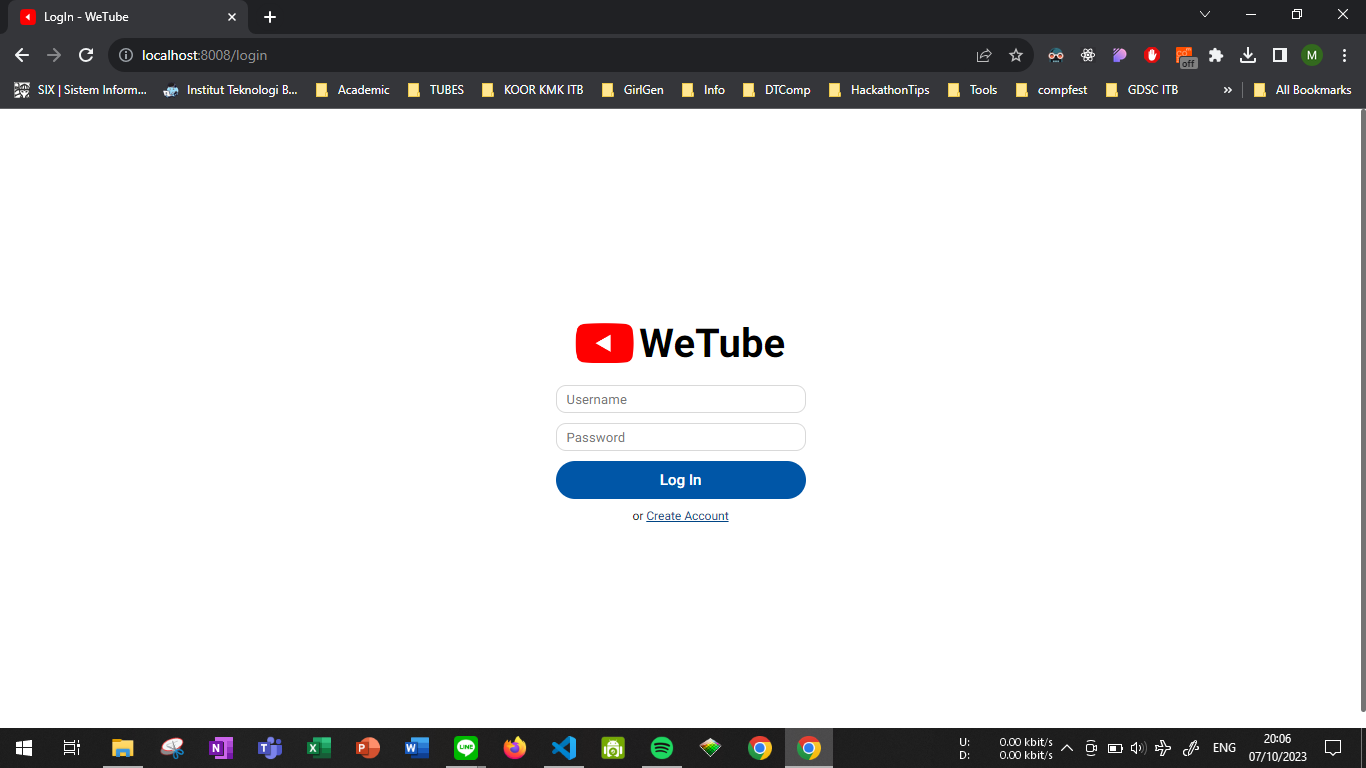 LogIn - WeTube
localhost:8008/login
off
M
SIX | Sistem Inform...
Institut Teknologi B...
Academic
TUBES
KOOR KMK ITB
GirlGen
Info
DTComp
HackathonTips
Tools
compfest
GDSC ITB
»
All Bookmarks
WeTube
Username
Password
Log In
or Create Account
U: 0.00 kbit/s
D: 0.00 kbit/s
ENG
20:06
07/10/2023